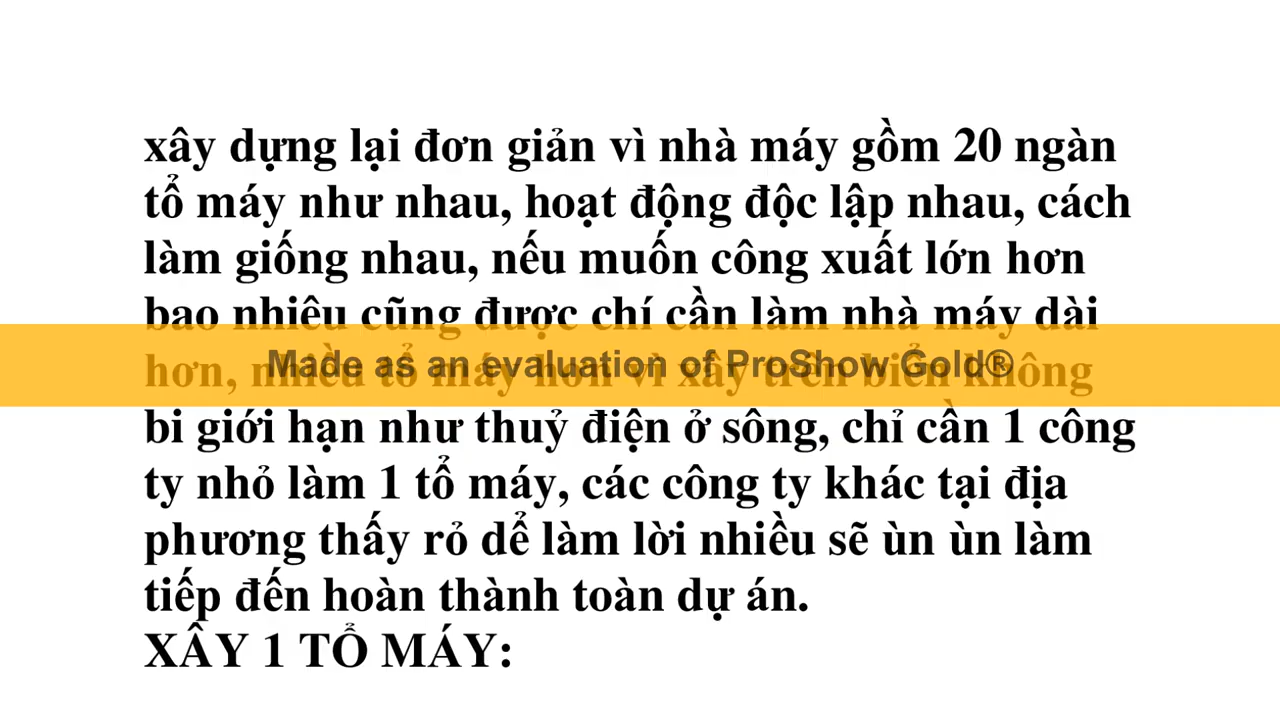 xây dựng lại đơn giản vì nhà máy gồm 20 ngàn
tổ máy như nhau, hoạt động độc lập nhau, cách
làm giống nhau, nếu muốn công xuất lớn hơn
bao nhiêu cũng được chí cần làm nhà máy dài
hơn, nhiều tổ máy hơn vì xây trên biển không
Made as an evaluation of ProShow Gold®
bi giới hạn như thuỷ điện ở sông, chỉ cần 1 công
ty nhỏ làm 1 tổ máy, các công ty khác tại địa
phương thấy rỏ dể làm lời nhiều sẽ ùn ùn làm
tiếp đến hoàn thành toàn dự án.
XÂY 1 TỔ MÁY: